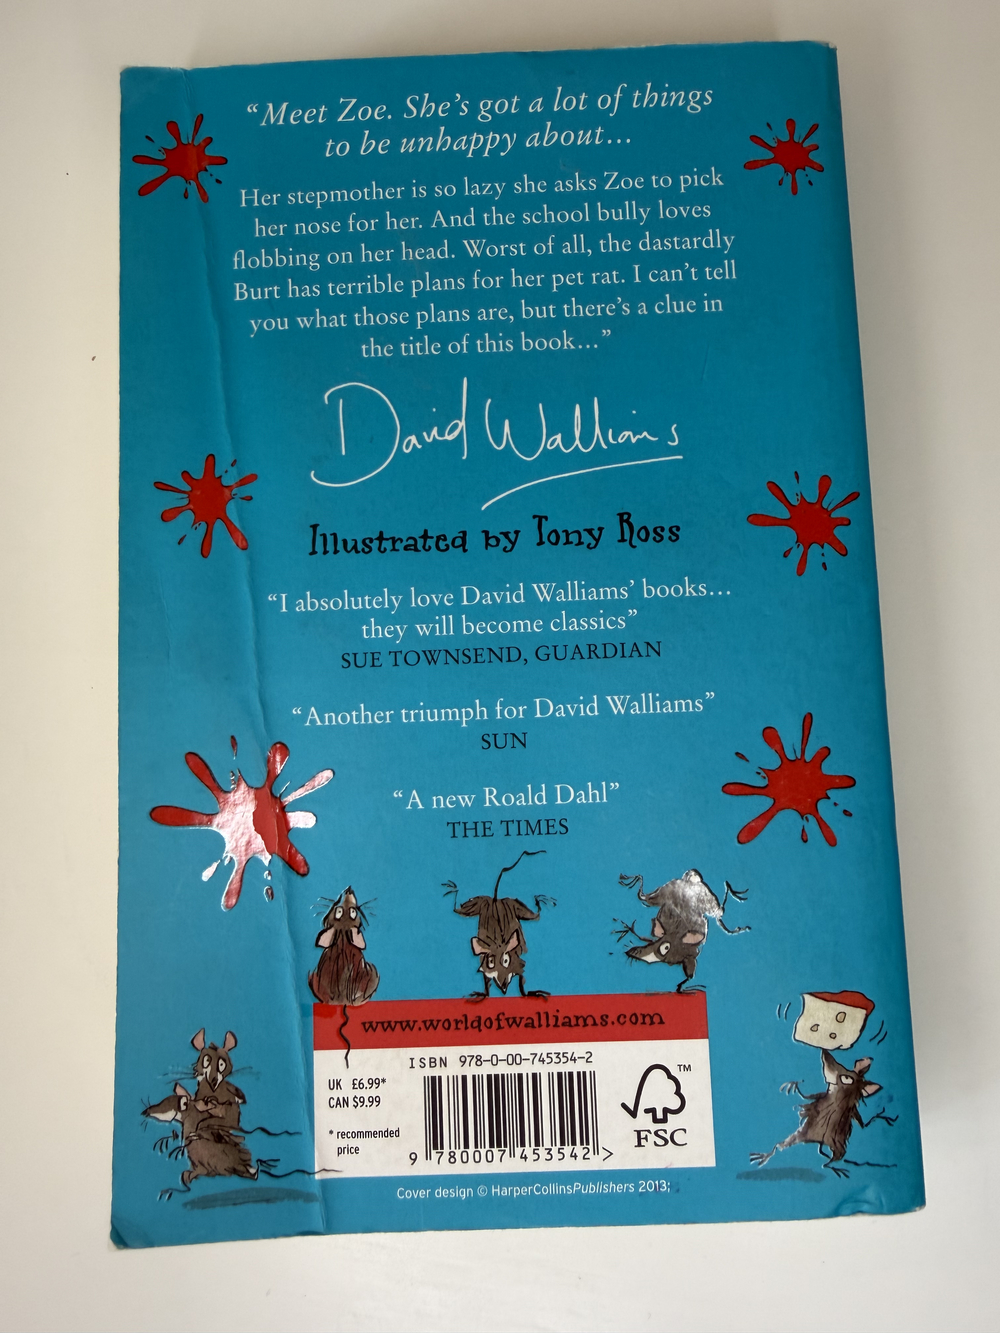 “Meet Zoe. She’s got a lot of things
to be unhappy about...
Her stepmother is so lazy she asks Zoe to pick
her nose for her. And the school bully loves
flobbing on her head. Worst of all, the dastardly
Burt has terrible plans for her pet rat. I can’t tell
you what those plans are, but there’s a clue in
the title of this book...”
David Walliams
Illustrated by Tony Ross
“I absolutely love David Walliams’ books...
they will become classics”
SUE TOWNSEND, GUARDIAN
“Another triumph for David Walliams”
SUN
“A new Roald Dahl”
THE TIMES
www.worldofwalliams.com
ISBN 978-0-00-745354-2
UK £6.99*
CAN $9.99
* recommended
price
9 780007 453542 >
TM
FSC
Cover design © HarperCollinsPublishers 2013;